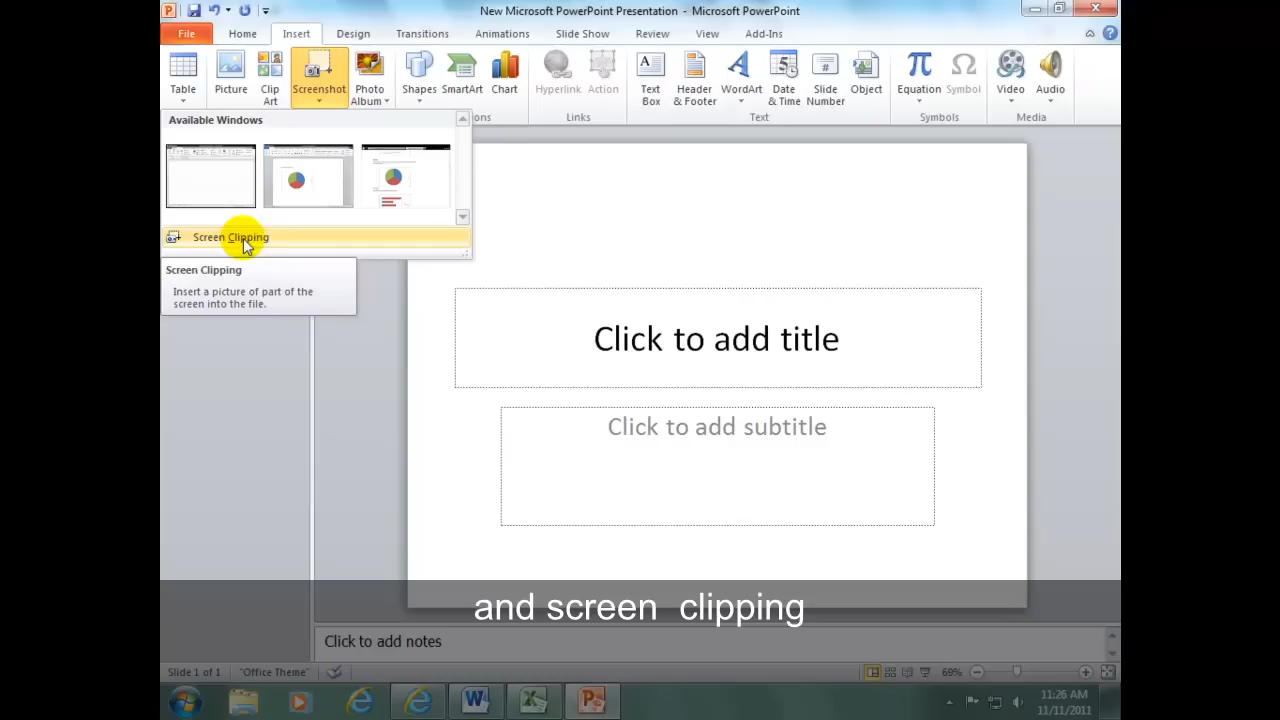 New Microsoft PowerPoint Presentation - Microsoft PowerPoint
File Home Insert Design Transitions Animations Slide Show Review View Add-Ins
Table Picture Clip Art Screenshot Photo Album Shapes SmartArt Chart Hyperlink Action Text Box Header & Footer WordArt Date & Time Slide Number Object Equation Symbol Video Audio
ons Links Text Symbols Media
Available Windows
Screen Clipping
Screen Clipping
Insert a picture of part of the
screen into the file.
Click to add title
Click to add subtitle
and screen clipping
Click to add notes
Slide 1 of 1 "Office Theme" 69%
11:26 AM
11/11/2011